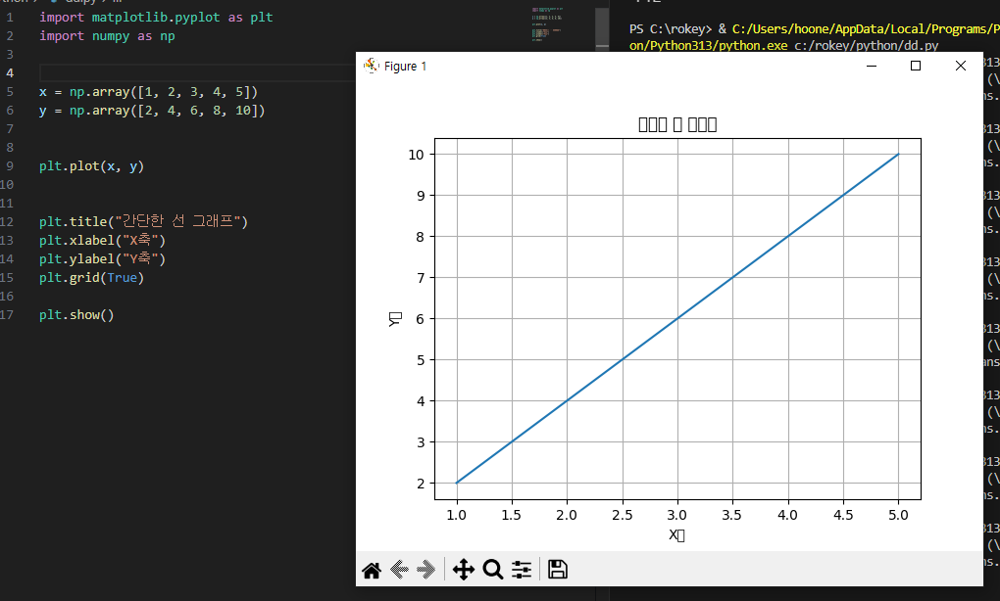 1 import matplotlib.pyplot as plt
2 import numpy as np
3
4
5 x = np.array([1, 2, 3, 4, 5])
6 y = np.array([2, 4, 6, 8, 10])
7
8
9 plt.plot(x, y)
10
11
12 plt.title("간단한 선 그래프")
13 plt.xlabel("X축")
14 plt.ylabel("Y축")
15 plt.grid(True)
16
17 plt.show()
PS C:\rokey> & C:/Users/hoone/AppData/Local/Programs/P
on/Python313/python.exe c:/rokey/python/dd.py
Figure 1
□□□ □ □□□
10
9
8
7
6
5
4
3
2
Y□
1.0 1.5 2.0 2.5 3.0 3.5 4.0 4.5 5.0
X□